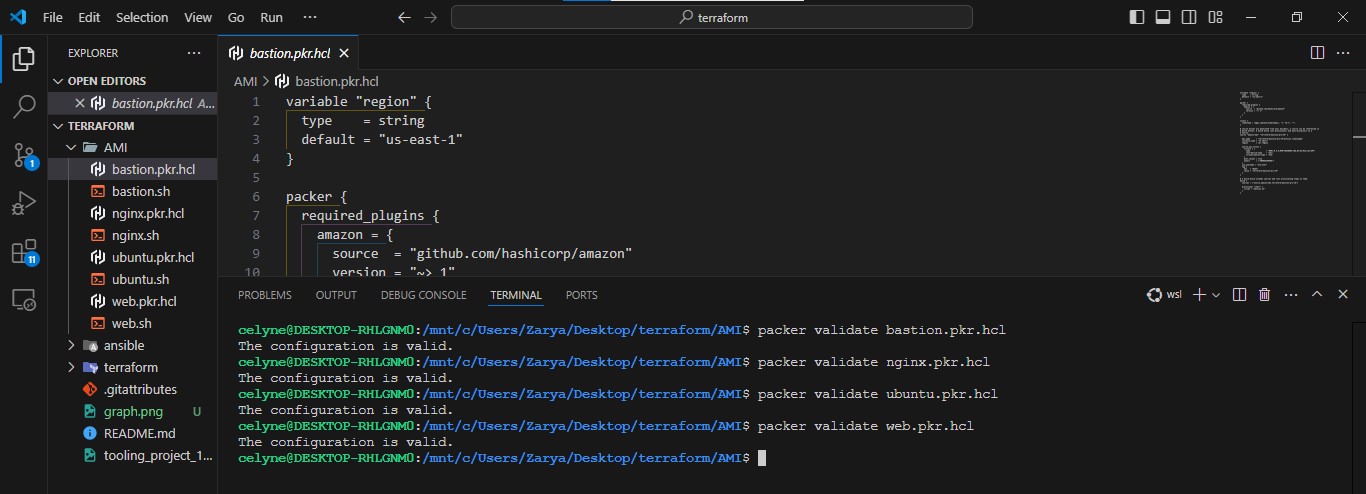 File Edit Selection View Go Run ··· terraform
EXPLORER ···
OPEN EDITORS
bastion.pkr.hcl A...
TERRAFORM
AMI
bastion.pkr.hcl
bastion.sh
nginx.pkr.hcl
nginx.sh
ubuntu.pkr.hcl
ubuntu.sh
web.pkr.hcl
web.sh
ansible
terraform
.gitattributes
graph.png U
README.md
tooling_project_1...
1
11
bastion.pkr.hcl
AMI > bastion.pkr.hcl
1 variable "region" {
2 type    = string
3 default = "us-east-1"
4 }
5
6 packer {
7 required_plugins {
8 amazon = {
9 source  = "github.com/hashicorp/amazon"
10 version = "~> 1"
PROBLEMS OUTPUT DEBUG CONSOLE TERMINAL PORTS wsl
celyne@DESKTOP-RHLGNM0:/mnt/c/Users/Zarya/Desktop/terraform/AMI$ packer validate bastion.pkr.hcl
The configuration is valid.
celyne@DESKTOP-RHLGNM0:/mnt/c/Users/Zarya/Desktop/terraform/AMI$ packer validate nginx.pkr.hcl
The configuration is valid.
celyne@DESKTOP-RHLGNM0:/mnt/c/Users/Zarya/Desktop/terraform/AMI$ packer validate ubuntu.pkr.hcl
The configuration is valid.
celyne@DESKTOP-RHLGNM0:/mnt/c/Users/Zarya/Desktop/terraform/AMI$ packer validate web.pkr.hcl
The configuration is valid.
celyne@DESKTOP-RHLGNM0:/mnt/c/Users/Zarya/Desktop/terraform/AMI$